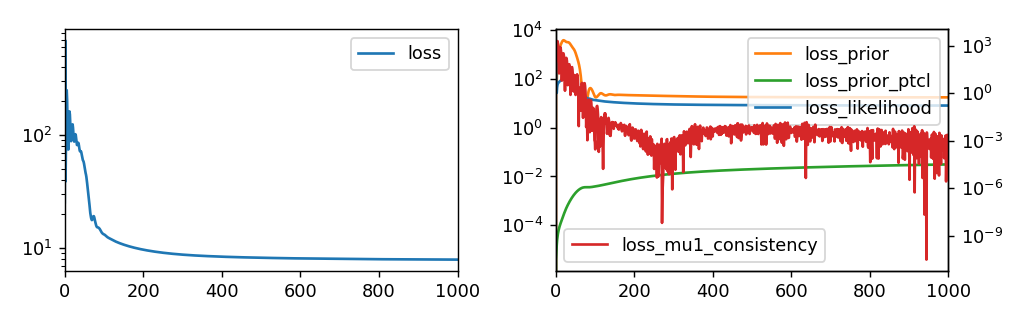 loss
10²
10¹
0 200 400 600 800 1000
loss_prior
loss_prior_ptcl
loss_likelihood
loss_mu1_consistency
10⁴
10²
10⁰
10⁻²
10⁻⁴
10³
10⁰
10⁻³
10⁻⁶
10⁻⁹
0 200 400 600 800 1000